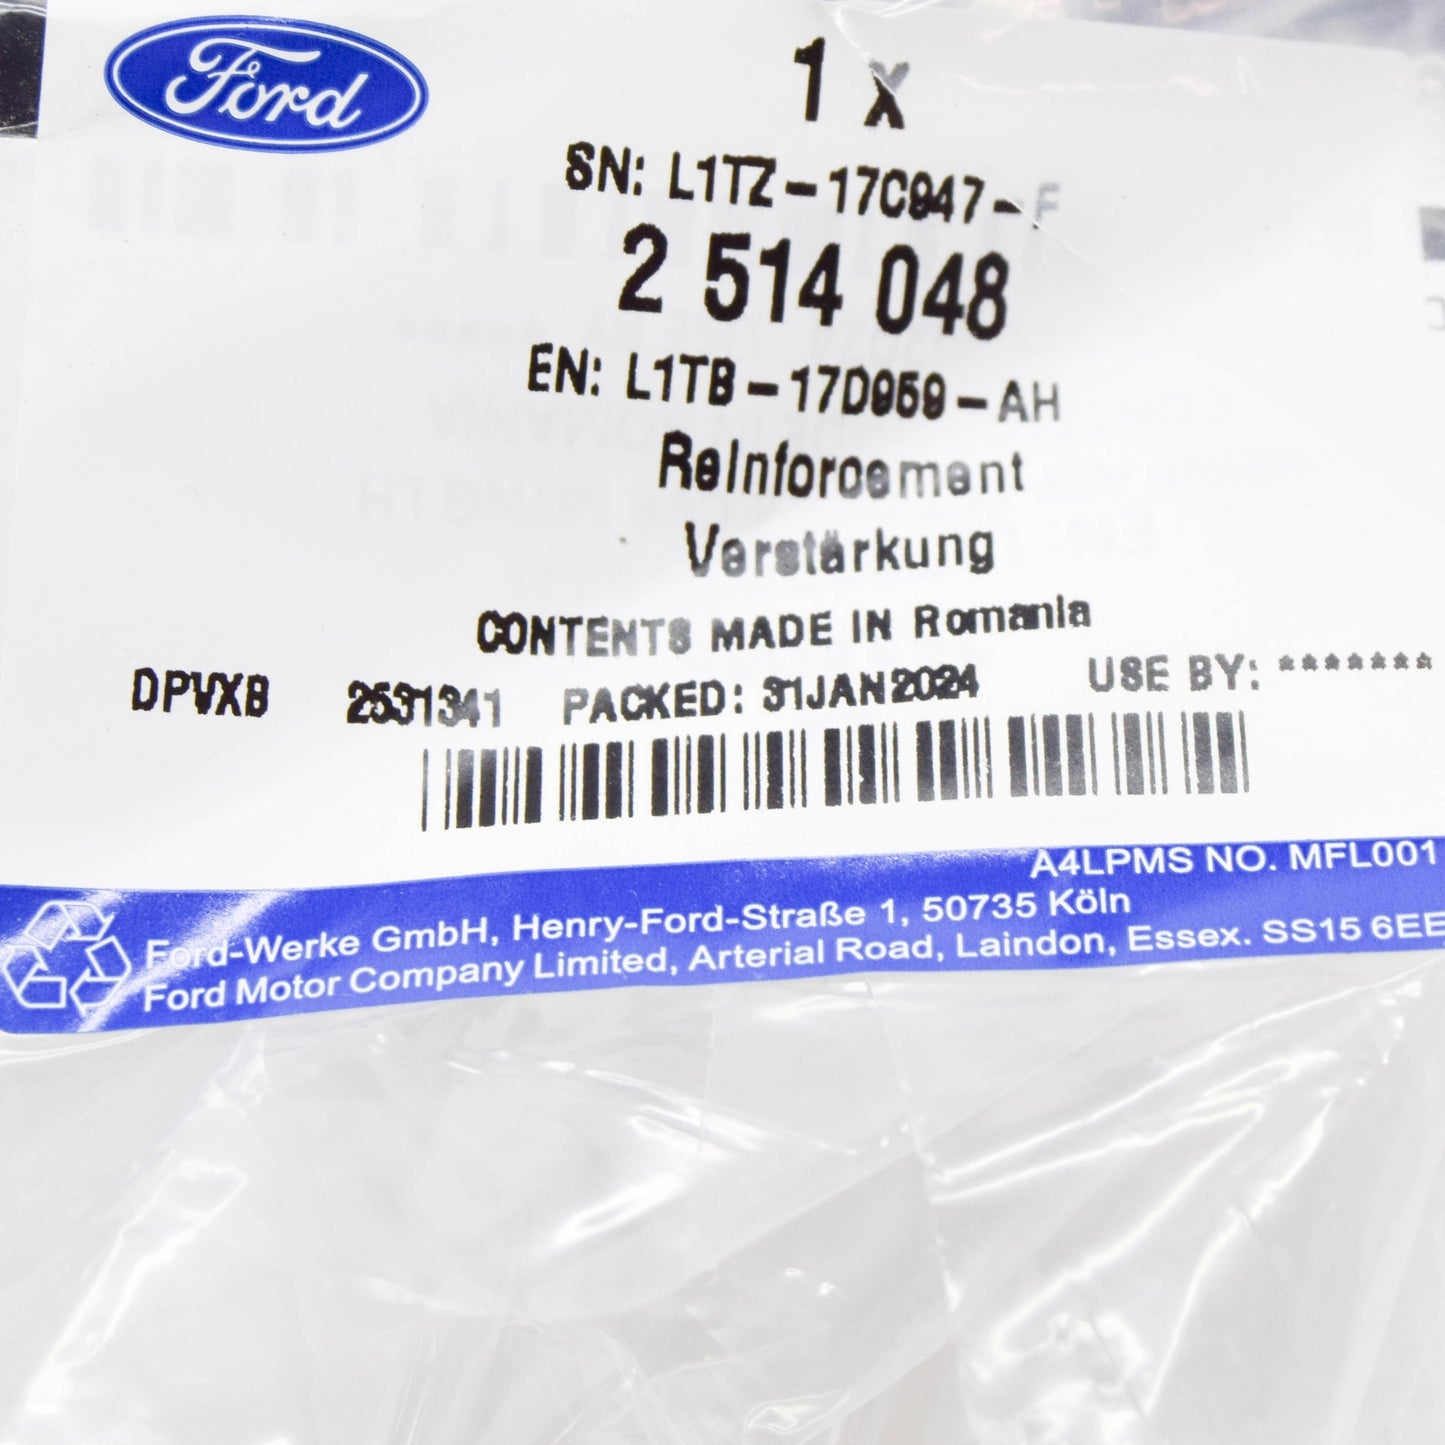 Ford
1 x
SN: L1TZ-17C947-F
2 514 048
EN: L1TB-17D959-AH
Reinforcement
Verstärkung
CONTENTS MADE IN Romania
DPVXB 2531341 PACKED: 31JAN2024 USE BY: *******
A4LPMS NO. MFL001
Ford-Werke GmbH, Henry-Ford-Straße 1, 50735 Köln
Ford Motor Company Limited, Arterial Road, Laindon, Essex. SS15 6EE